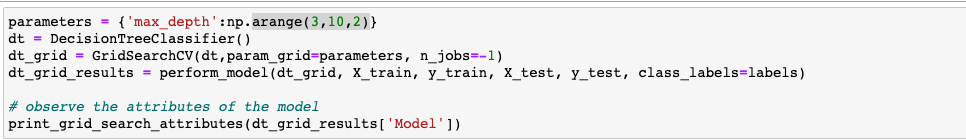 parameters = {'max_depth':np.arange(3,10,2)}
dt = DecisionTreeClassifier()
dt_grid = GridSearchCV(dt,param_grid=parameters, n_jobs=-1)
dt_grid_results = perform_model(dt_grid, X_train, y_train, X_test, y_test, class_labels=labels)
# observe the attributes of the model
print_grid_search_attributes(dt_grid_results['Model'])